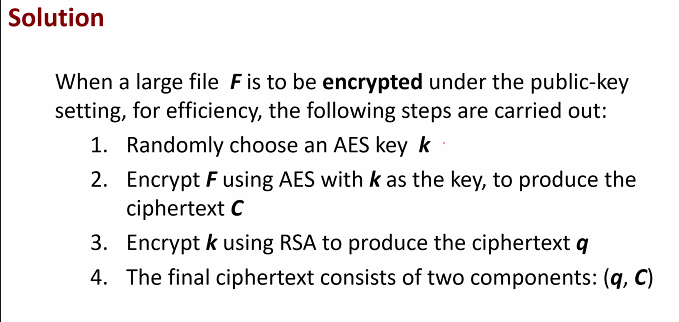 Solution
When a large file F is to be encrypted under the public-key
setting, for efficiency, the following steps are carried out:
1. Randomly choose an AES key k
2. Encrypt F using AES with k as the key, to produce the
ciphertext C
3. Encrypt k using RSA to produce the ciphertext q
4. The final ciphertext consists of two components: (q, C)